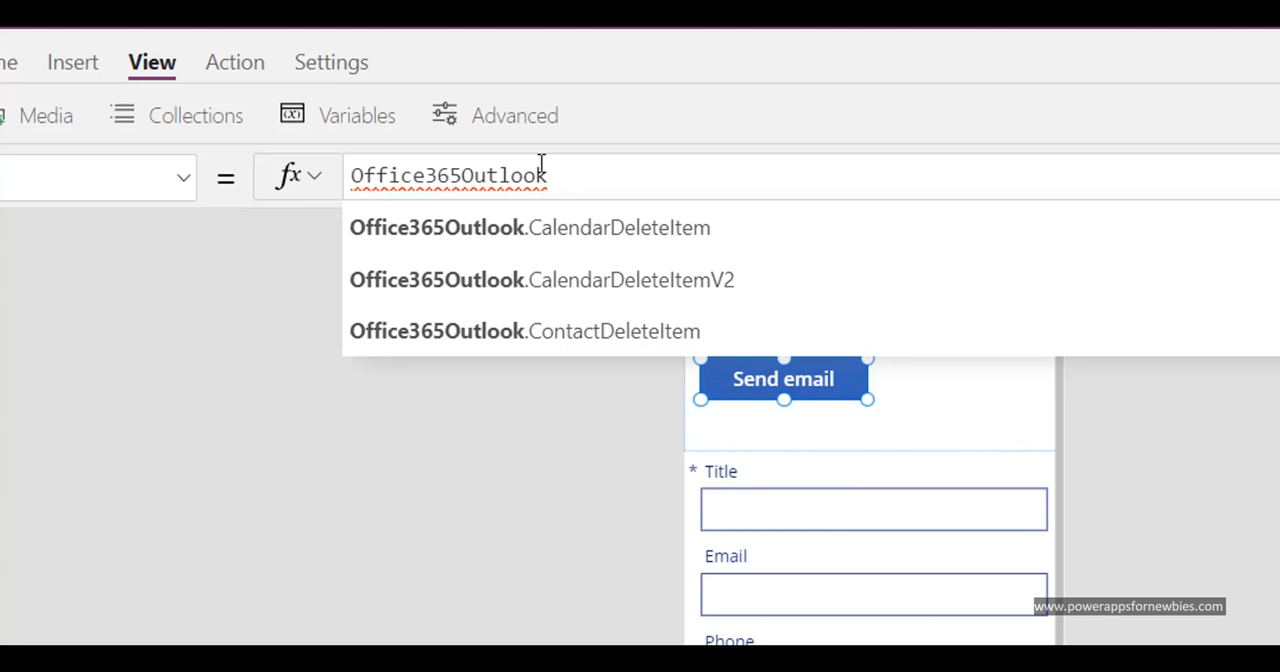 ne Insert View Action Settings
Media Collections Variables Advanced
= fx Office365Outlook
Office365Outlook.CalendarDeleteItem
Office365Outlook.CalendarDeleteItemV2
Office365Outlook.ContactDeleteItem
Send email
* Title
Email
www.powerappsfornewbies.com
Phone